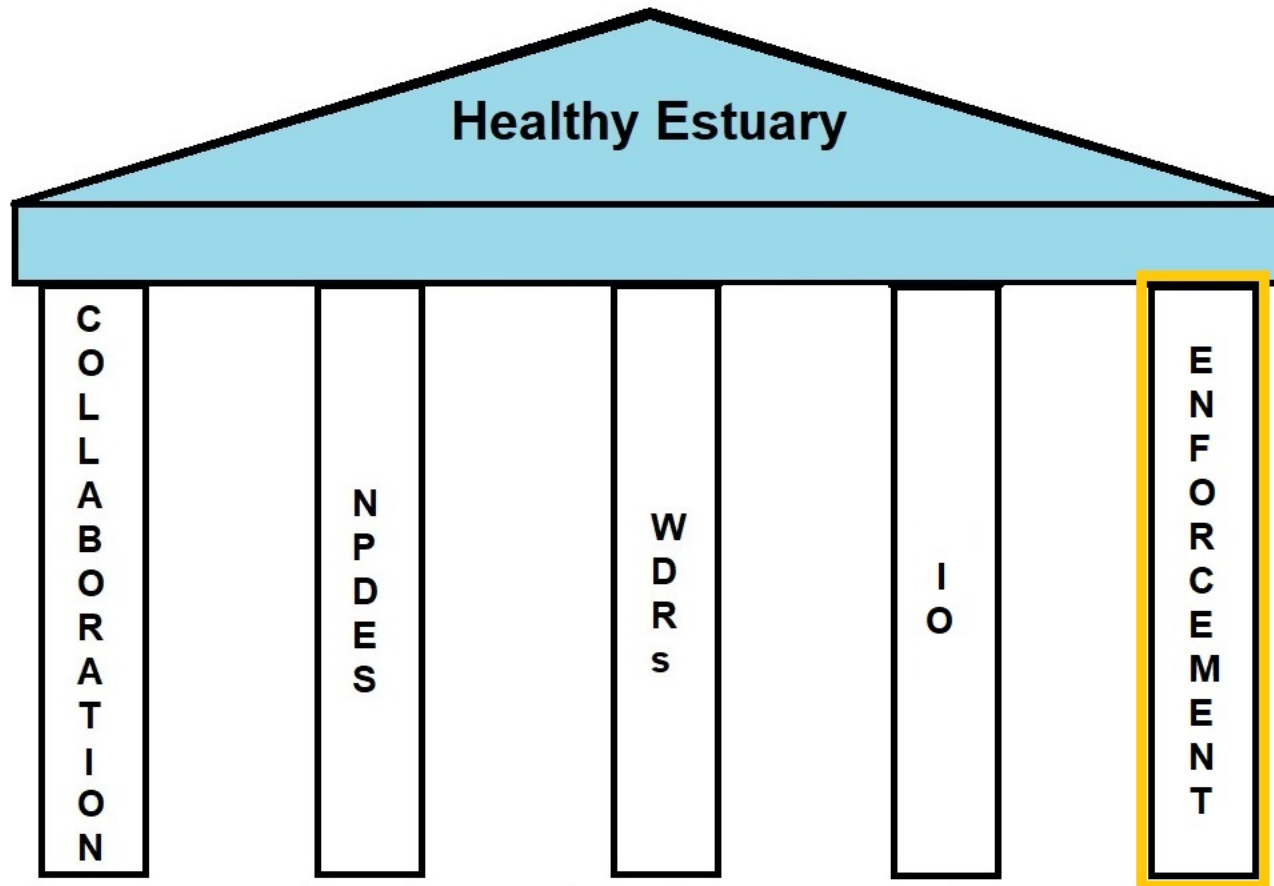 Healthy Estuary
COLLABORATION
NPDES
WDRs
IO
ENFORCEMENT